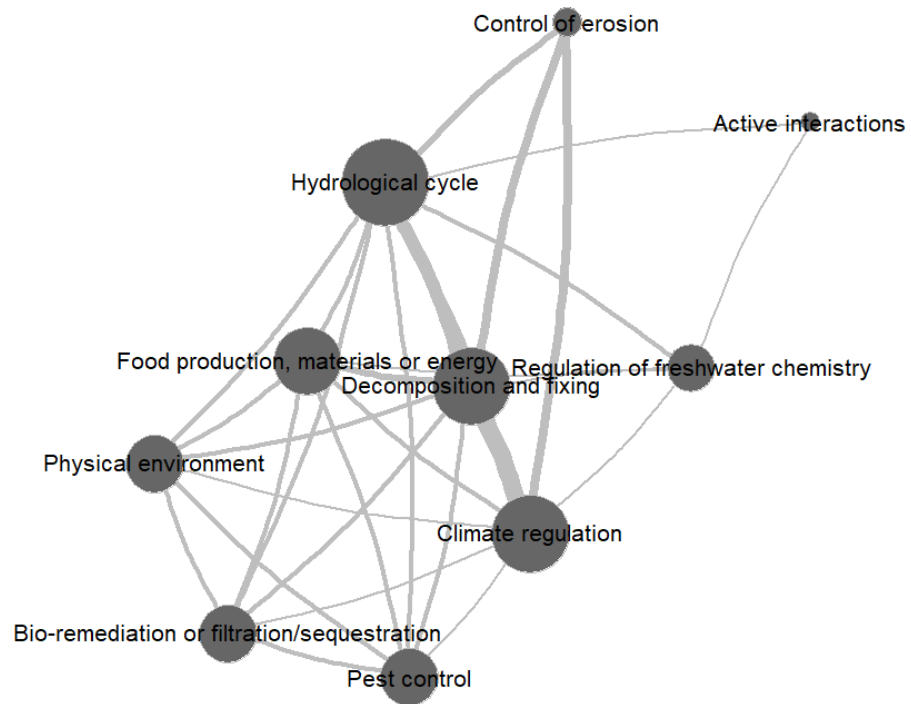 Control of erosion
Active interactions
Hydrological cycle
Food production, materials or energy
Regulation of freshwater chemistry
Decomposition and fixing
Physical environment
Climate regulation
Bio-remediation or filtration/sequestration
Pest control